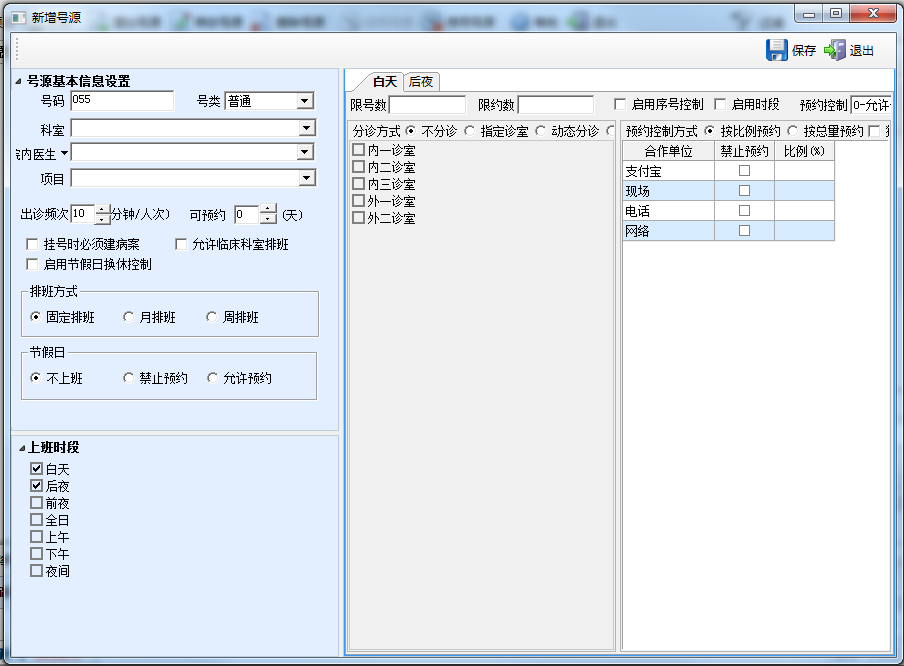 新增号源
保存 退出
号源基本信息设置
号码 055 号类 普通
科室
院内医生
项目
出诊频次 10 分钟/人次) 可预约 0 (天)
挂号时必须建病案 允许临床科室排班
启用节假日换休控制
排班方式
固定排班 月排班 周排班
节假日
不上班 禁止预约 允许预约
上班时段
白天
后夜
前夜
全日
上午
下午
夜间
白天 后夜
限号数 限约数 启用序号控制 启用时段 预约控制 0-允许
分诊方式 不分诊 指定诊室 动态分诊
内一诊室
内二诊室
内三诊室
外一诊室
外二诊室
预约控制方式 按比例预约 按总量预约
合作单位 禁止预约 比例(%)
支付宝
现场
电话
网络